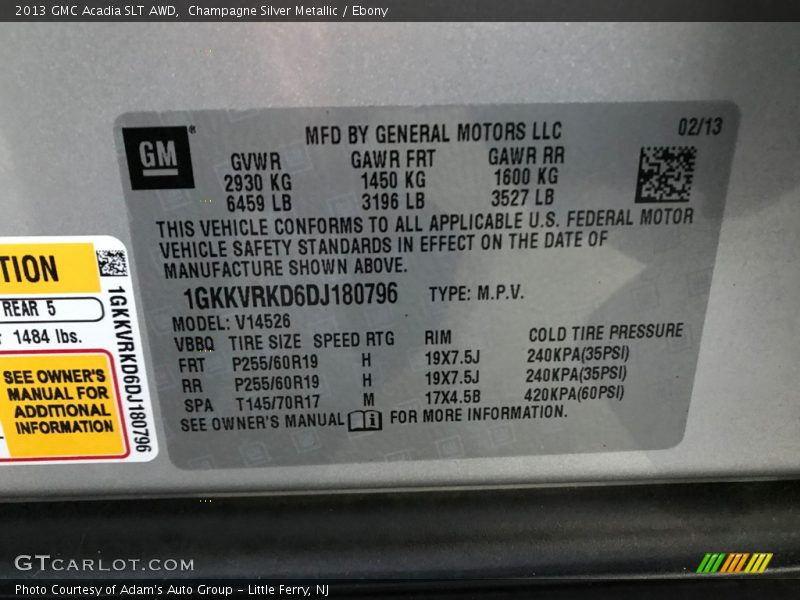 2013 GMC Acadia SLT AWD,  Champagne Silver Metallic / Ebony
GM
®
MFD BY GENERAL MOTORS LLC
02/13
GVWR GAWR FRT GAWR RR
2930 KG 1450 KG 1600 KG
6459 LB 3196 LB 3527 LB
THIS VEHICLE CONFORMS TO ALL APPLICABLE U.S. FEDERAL MOTOR
VEHICLE SAFETY STANDARDS IN EFFECT ON THE DATE OF
MANUFACTURE SHOWN ABOVE.
1GKKVRKD6DJ180796 TYPE: M.P.V.
MODEL: V14526
VBBQ TIRE SIZE SPEED RTG RIM COLD TIRE PRESSURE
FRT P255/60R19 H 19X7.5J 240KPA(35PSI)
RR P255/60R19 H 19X7.5J 240KPA(35PSI)
SPA T145/70R17 M 17X4.5B 420KPA(60PSI)
SEE OWNER'S MANUAL i FOR MORE INFORMATION.
TION
REAR 5
1484 lbs.
SEE OWNER'S
MANUAL FOR
ADDITIONAL
INFORMATION
1GKKVRKD6DJ180796
GTCARLOT.COM
Photo Courtesy of Adam's Auto Group - Little Ferry, NJ